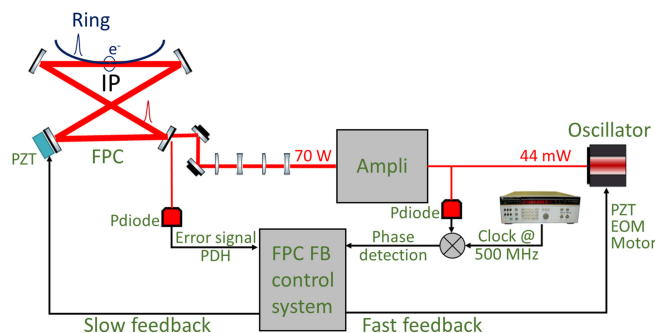 Ring
e-
IP
PZT
FPC
70 W
Ampli
44 mW
Oscillator
Pdiode
Pdiode
PZT
EOM
Motor
Error signal
PDH
FPC FB
control
system
Phase
detection
Clock @
500 MHz
Slow feedback
Fast feedback